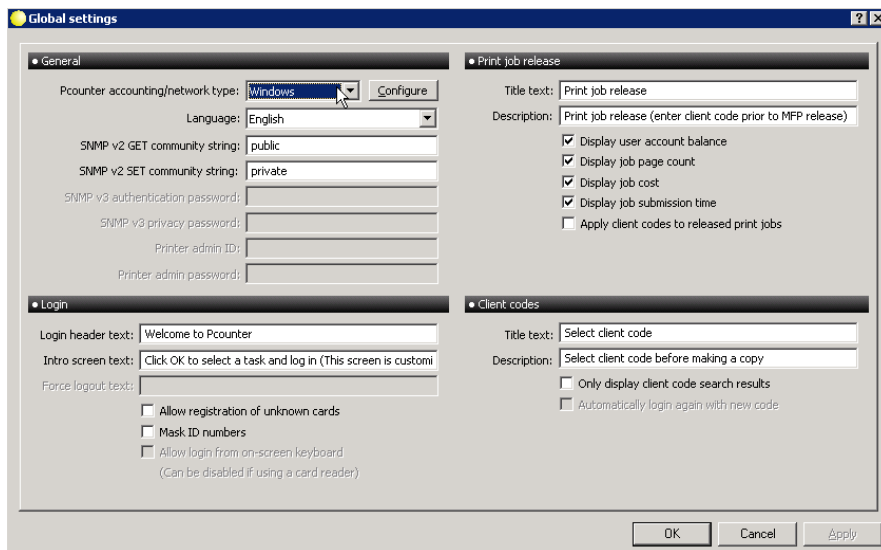 Global settings
General
Pcounter accounting/network type: Windows Configure
Language: English
SNMP v2 GET community string: public
SNMP v2 SET community string: private
SNMP v3 authentication password:
SNMP v3 privacy password:
Printer admin ID:
Printer admin password:
Print job release
Title text: Print job release
Description: Print job release (enter client code prior to MFP release)
Display user account balance
Display job page count
Display job cost
Display job submission time
Apply client codes to released print jobs
Login
Login header text: Welcome to Pcounter
Intro screen text: Click OK to select a task and log in (This screen is customi
Force logout text:
Allow registration of unknown cards
Mask ID numbers
Allow login from on-screen keyboard
(Can be disabled if using a card reader)
Client codes
Title text: Select client code
Description: Select client code before making a copy
Only display client code search results
Automatically login again with new code
OK Cancel Apply